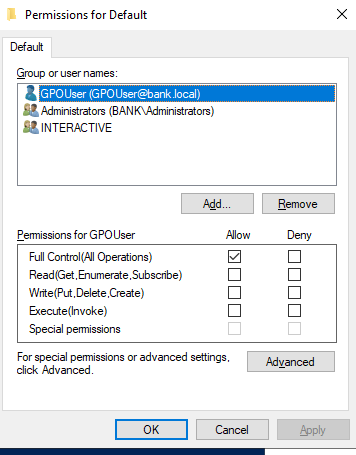 Permissions for Default
Default
Group or user names:
GPOUser (GPOUser@bank.local)
Administrators (BANK\Administrators)
INTERACTIVE
Add... Remove
Permissions for GPOUser Allow Deny
Full Control(All Operations)
Read(Get,Enumerate,Subscribe)
Write(Put,Delete,Create)
Execute(Invoke)
Special permissions
For special permissions or advanced settings,
click Advanced. Advanced
OK Cancel Apply